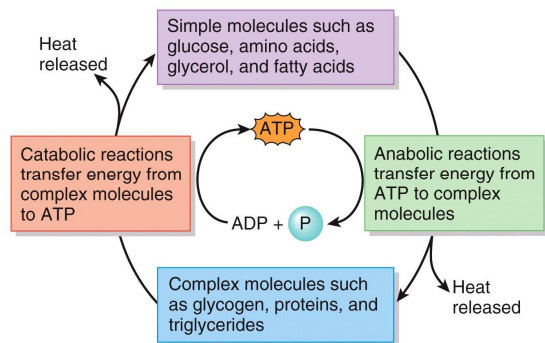 Simple molecules such as
glucose, amino acids,
glycerol, and fatty acids
Heat
released
ATP
Catabolic reactions
transfer energy from
complex molecules
to ATP
Anabolic reactions
transfer energy from
ATP to complex
molecules
ADP + P
Complex molecules such
as glycogen, proteins, and
triglycerides
Heat
released